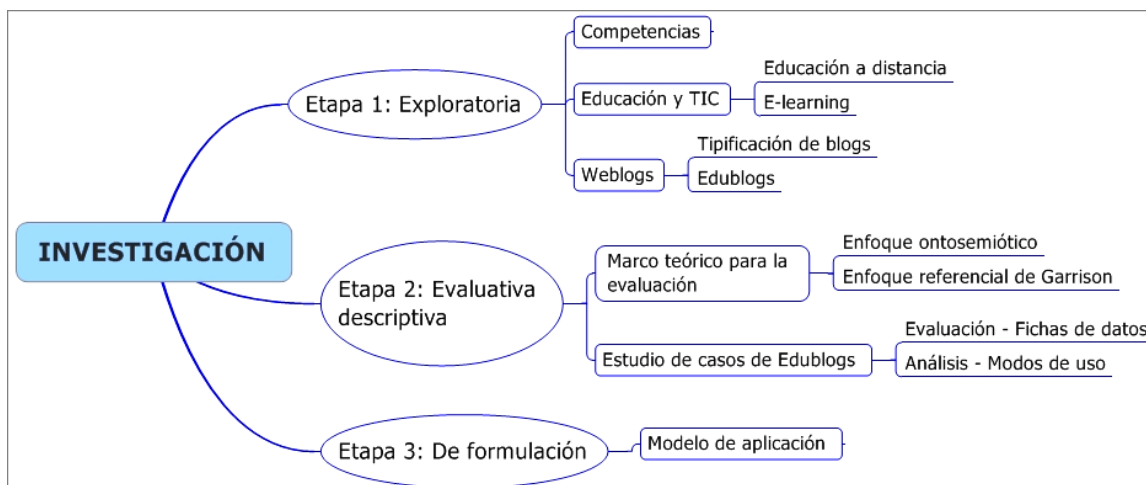 INVESTIGACIÓN
Etapa 1: Exploratoria
Competencias
Educación y TIC
Educación a distancia
E-learning
Weblogs
Tipificación de blogs
Edublogs
Etapa 2: Evaluativa
descriptiva
Marco teórico para la
evaluación
Enfoque ontosemiótico
Enfoque referencial de Garrison
Estudio de casos de Edublogs
Evaluación - Fichas de datos
Análisis - Modos de uso
Etapa 3: De formulación
Modelo de aplicación